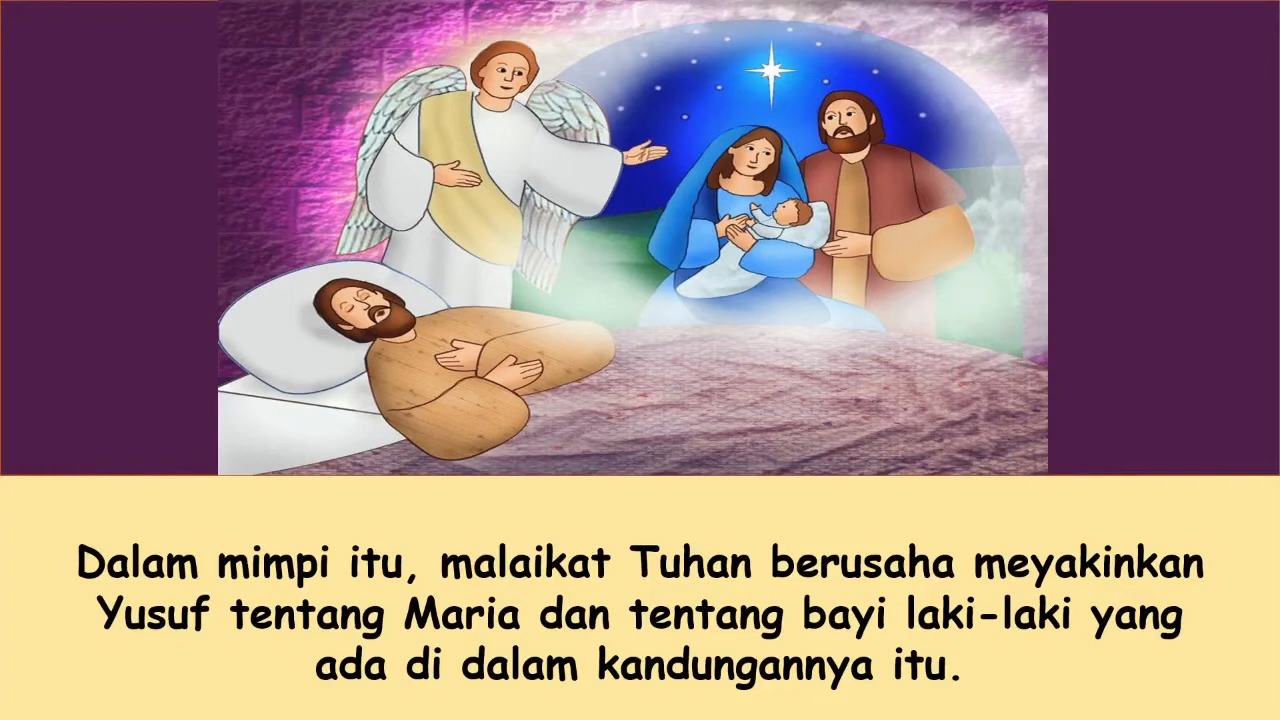 Dalam mimpi itu, malaikat Tuhan berusaha meyakinkan
Yusuf tentang Maria dan tentang bayi laki-laki yang
ada di dalam kandungannya itu.